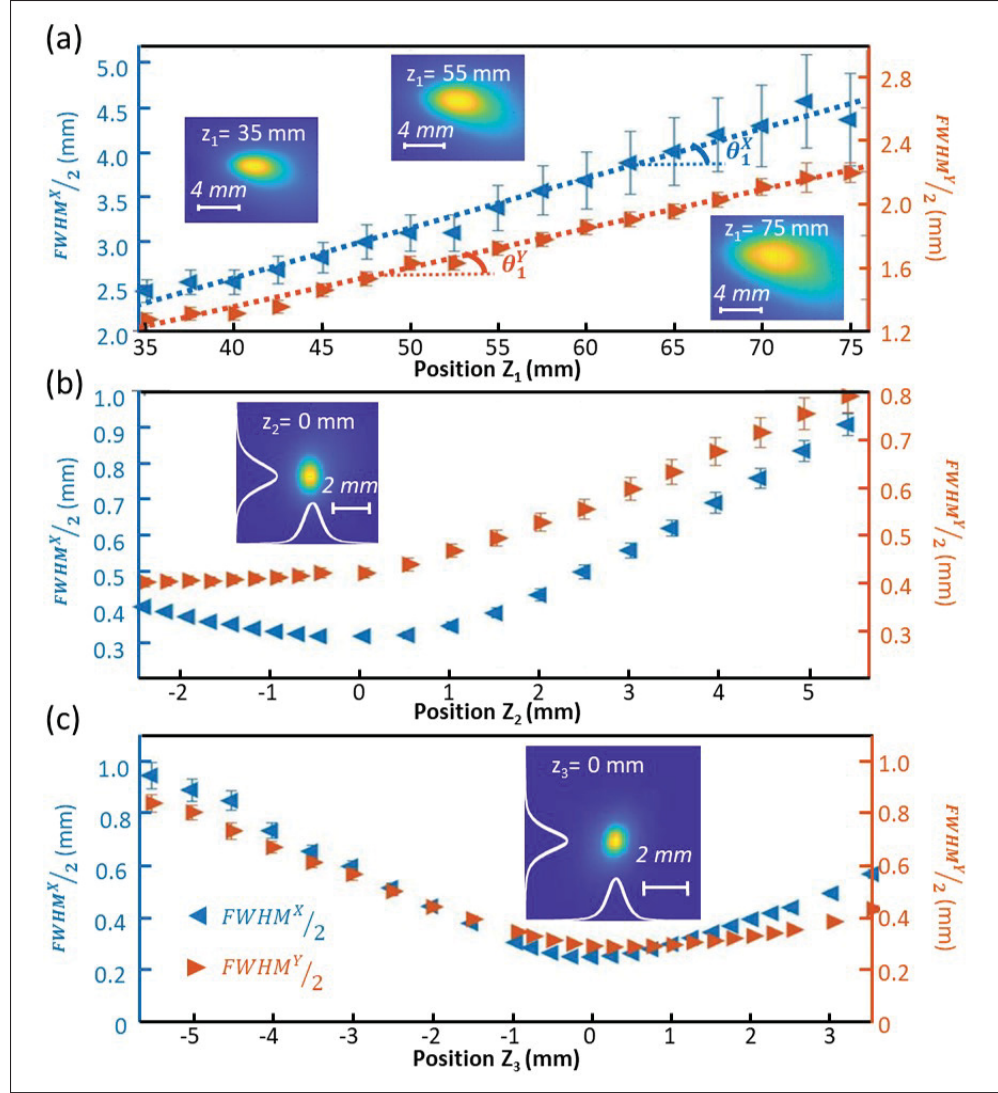 (a)
FWHM^X/2 (mm)
5.0
4.5
4.0
3.5
3.0
2.5
2.0
z₁= 35 mm
4 mm
z₁= 55 mm
4 mm
z₁= 75 mm
4 mm
θ₁^X
θ₁^Y
2.8
2.4
2.0
1.6
1.2
FWHM^Y/2 (mm)
35 40 45 50 55 60 65 70 75
Position Z₁ (mm)
(b)
FWHM^X/2 (mm)
1.0
0.9
0.8
0.7
0.6
0.5
0.4
0.3
z₂= 0 mm
2 mm
0.8
0.7
0.6
0.5
0.4
0.3
FWHM^Y/2 (mm)
-2 -1 0 1 2 3 4 5
Position Z₂ (mm)
(c)
FWHM^X/2 (mm)
1.0
0.8
0.6
0.4
0.2
0
z₃= 0 mm
2 mm
FWHM^X/2
FWHM^Y/2
1.0
0.8
0.6
0.4
0.2
0
FWHM^Y/2 (mm)
-5 -4 -3 -2 -1 0 1 2 3
Position Z₃ (mm)